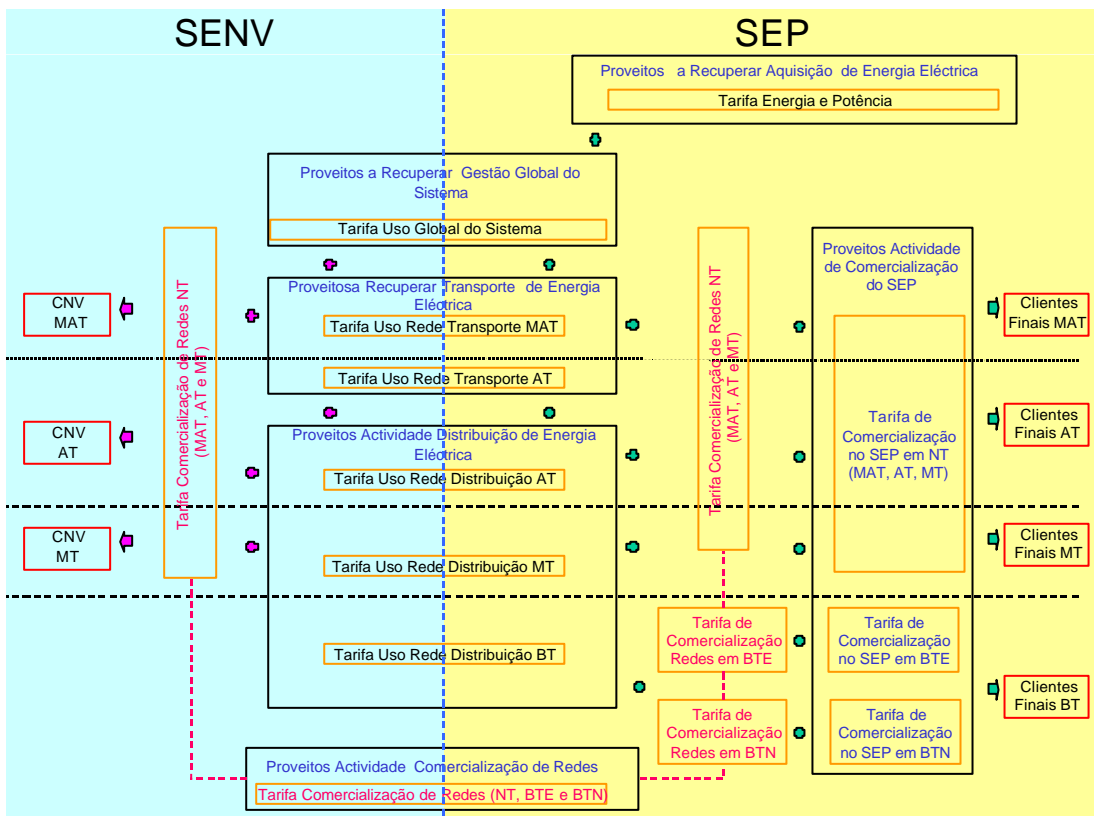 SENV
SEP
Proveitos a Recuperar Aquisição de Energia Eléctrica
Tarifa Energia e Potência
Proveitos a Recuperar Gestão Global do
Sistema
Tarifa Uso Global do Sistema
Proveitosa Recuperar Transporte de Energia
Eléctrica
Tarifa Uso Rede Transporte MAT
Tarifa Uso Rede Transporte AT
Proveitos Actividade Distribuição de Energia
Eléctrica
Tarifa Uso Rede Distribuição AT
Tarifa Uso Rede Distribuição MT
Tarifa Uso Rede Distribuição BT
CNV
MAT
CNV
AT
CNV
MT
Tarifa Comercialização de Redes NT
(MAT, AT e MT)
Tarifa Comercialização de Redes NT
(MAT, AT e MT)
Proveitos Actividade
de Comercialização
do SEP
Tarifa de
Comercialização
no SEP em NT
(MAT, AT, MT)
Clientes
Finais MAT
Clientes
Finais AT
Clientes
Finais MT
Tarifa de
Comercialização
Redes em BTE
Tarifa de
Comercialização
no SEP em BTE
Clientes
Finais BT
Tarifa de
Comercialização
Redes em BTN
Tarifa de
Comercialização
no SEP em BTN
Proveitos Actividade Comercialização de Redes
Tarifa Comercialização de Redes (NT, BTE e BTN)